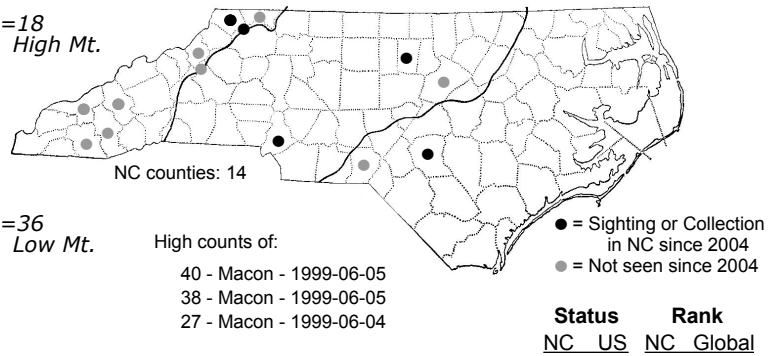 =18
High Mt.
NC counties: 14
=36
Low Mt.
High counts of:
40 - Macon - 1999-06-05
38 - Macon - 1999-06-05
27 - Macon - 1999-06-04
● = Sighting or Collection
in NC since 2004
● = Not seen since 2004
Status Rank
NC US NC Global